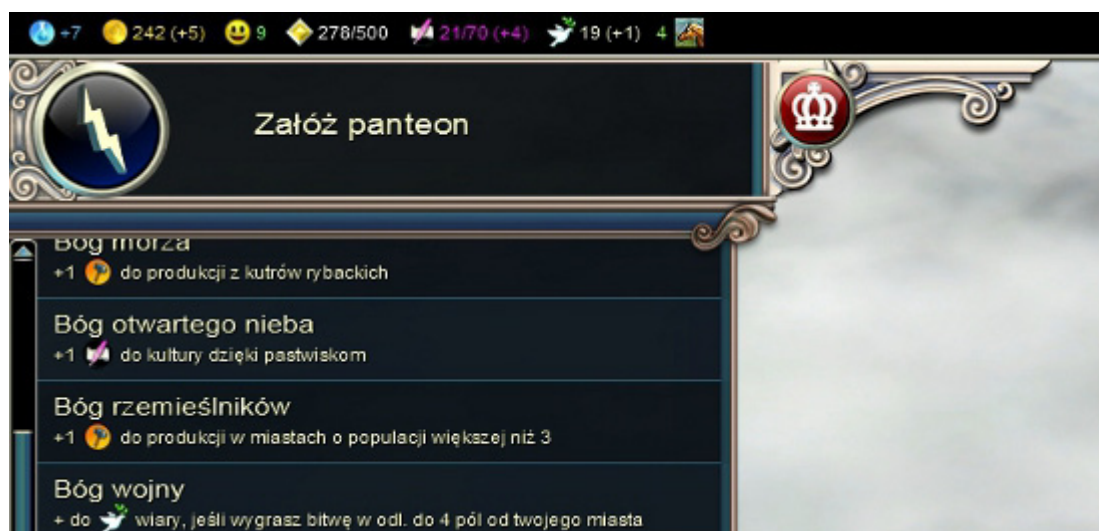 +7 242 (+5) 9 278/500 21/70 (+4) 19 (+1) 4
Załóż panteon
Bóg morza
+1 do produkcji z kutrów rybackich
Bóg otwartego nieba
+1 do kultury dzięki pastwiskom
Bóg rzemieślników
+1 do produkcji w miastach o populacji większej niż 3
Bóg wojny
+ do wiary, jeśli wygrasz bitwę w odl. do 4 pól od twojego miasta